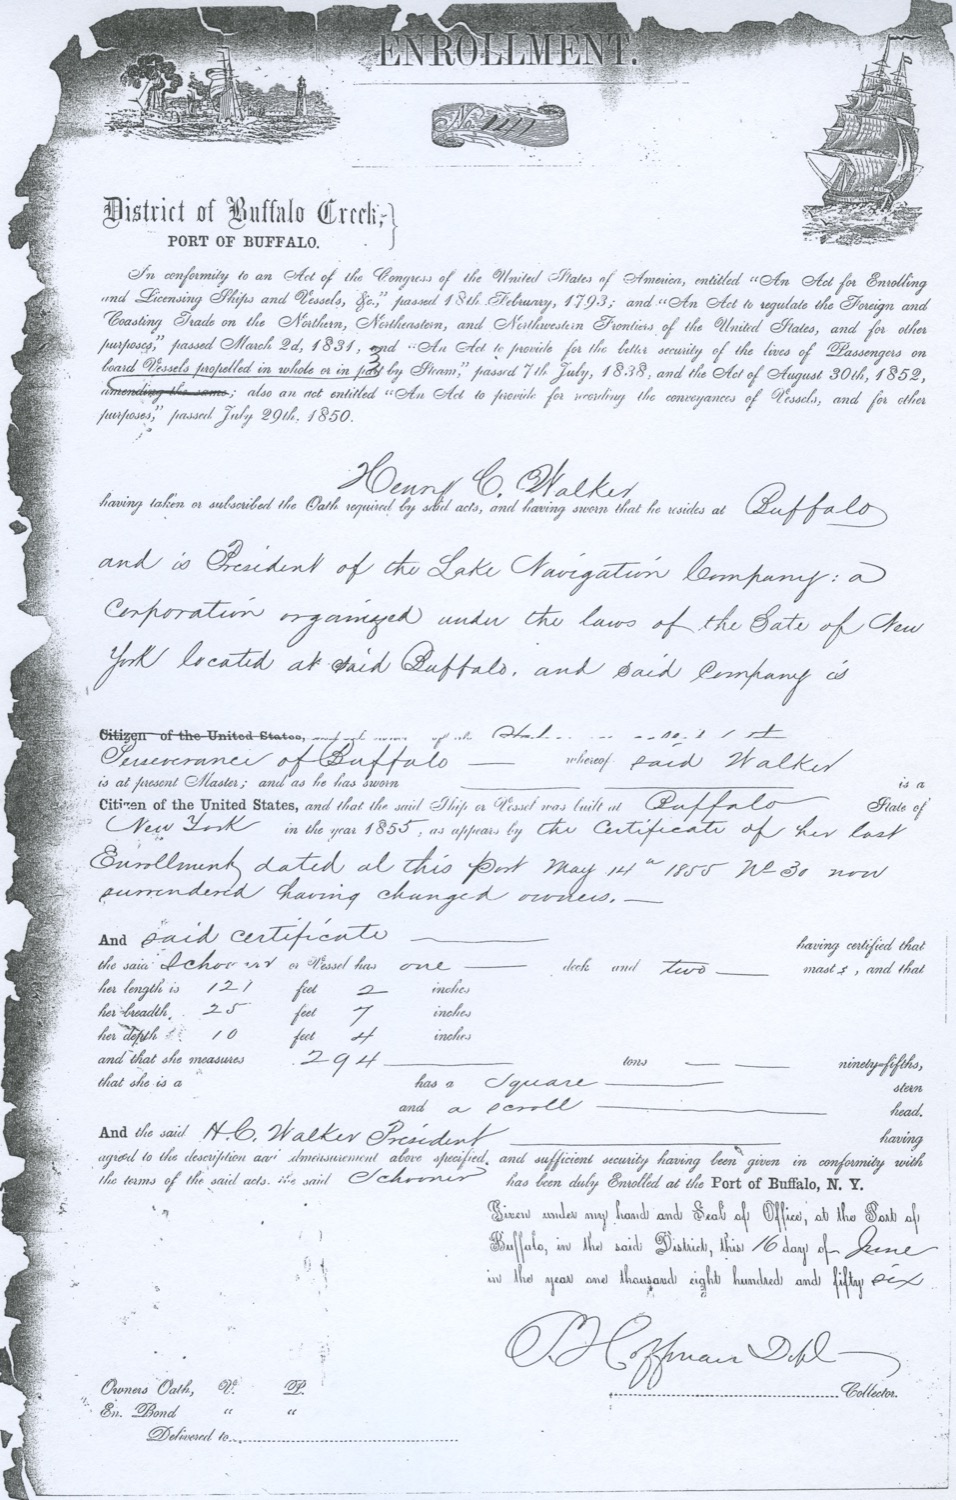 ENROLLMENT.
141
District of Buffalo Creek,
PORT OF BUFFALO.
In conformity to an Act of the Congress of the United States of America, entitled "An Act for Enrolling
and Licensing Ships and Vessels, &c," passed 18th February, 1793; and "An Act to regulate the Foreign and
Coasting Trade on the Northern, Northeastern, and Northwestern Frontiers of the United States, and for other
purposes," passed March 2d, 1831, and "An Act to provide for the better security of the lives of Passengers on
board Vessels propelled in whole or in part by Steam," passed 7th July, 1838, and the Act of August 30th, 1852,
amending the same; also an act entitled "An Act to provide for recording the conveyances of Vessels, and for other
purposes," passed July 29th, 1850.
Henry C. Walker
having taken or subscribed the Oath required by said acts, and having sworn that he resides at Buffalo
and is President of the Lake Navigation Company: a
Corporation organized under the laws of the Sate of New
York located at said Buffalo, and said Company is
Citizen of the United States,
Perseverance of Buffalo — whereof said Walker
is at present Master; and as he has sworn is a
Citizen of the United States, and that the said Ship or Vessel was built at Buffalo State of
New York in the year 1855, as appears by the Certificate of her last
Enrollment dated at this Port May 14th 1855 No 30 now
surrendered having changed owners. —
And said certificate having certified that
the said Schooner or Vessel has one deck and two masts, and that
her length is 121 feet 2 inches
her breadth, 25 feet 7 inches
her depth 10 feet 4 inches
and that she measures 294 tons — — ninety-fifths,
that she is a has a square stern
and a scroll head.
And the said H.C. Walker President having
agreed to the description and admeasurement above specified, and sufficient security having been given in conformity with
the terms of the said acts. the said Schooner has been duly Enrolled at the Port of Buffalo, N. Y.
Given under my hand and Seal of Office, at the Port of
Buffalo, in the said District, this 16 day of June
in the year one thousand eight hundred and fifty six
Hoffman
Collector.
Owners Oath, V. P.
En. Bond " "
Delivered to